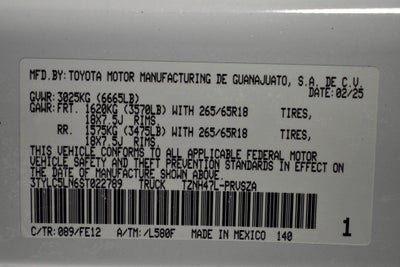 MFD.BY: TOYOTA MOTOR MANUFACTURING DE GUANAJUATO, S.A. DE C.V.
DATE: 02/25
GVWR: 3025KG (6665LB)
GAWR: FRT. 1620KG (3570LB) WITH 265/65R18 TIRES,
18X7.5J RIMS,
RR. 1575KG (3475LB) WITH 265/65R18 TIRES,
18X7.5J RIMS.
THIS VEHICLE CONFORMS TO ALL APPLICABLE FEDERAL MOTOR
VEHICLE SAFETY AND THEFT PREVENTION STANDARDS IN EFFECT ON
THE DATE OF MANUFACTURE SHOWN ABOVE.
3TYLC5LN6ST022789 TRUCK TZNH47L-PRVSZA
1
C/TR: 089/FE12 A/TM: /L580F MADE IN MEXICO 140